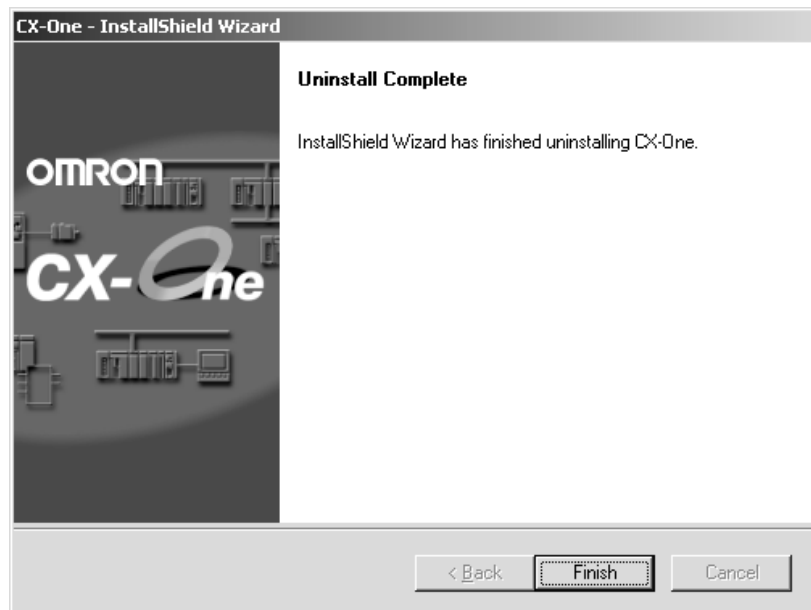 CX-One - InstallShield Wizard
Uninstall Complete
InstallShield Wizard has finished uninstalling CX-One.
OMRON
CX-One
< Back
Finish
Cancel